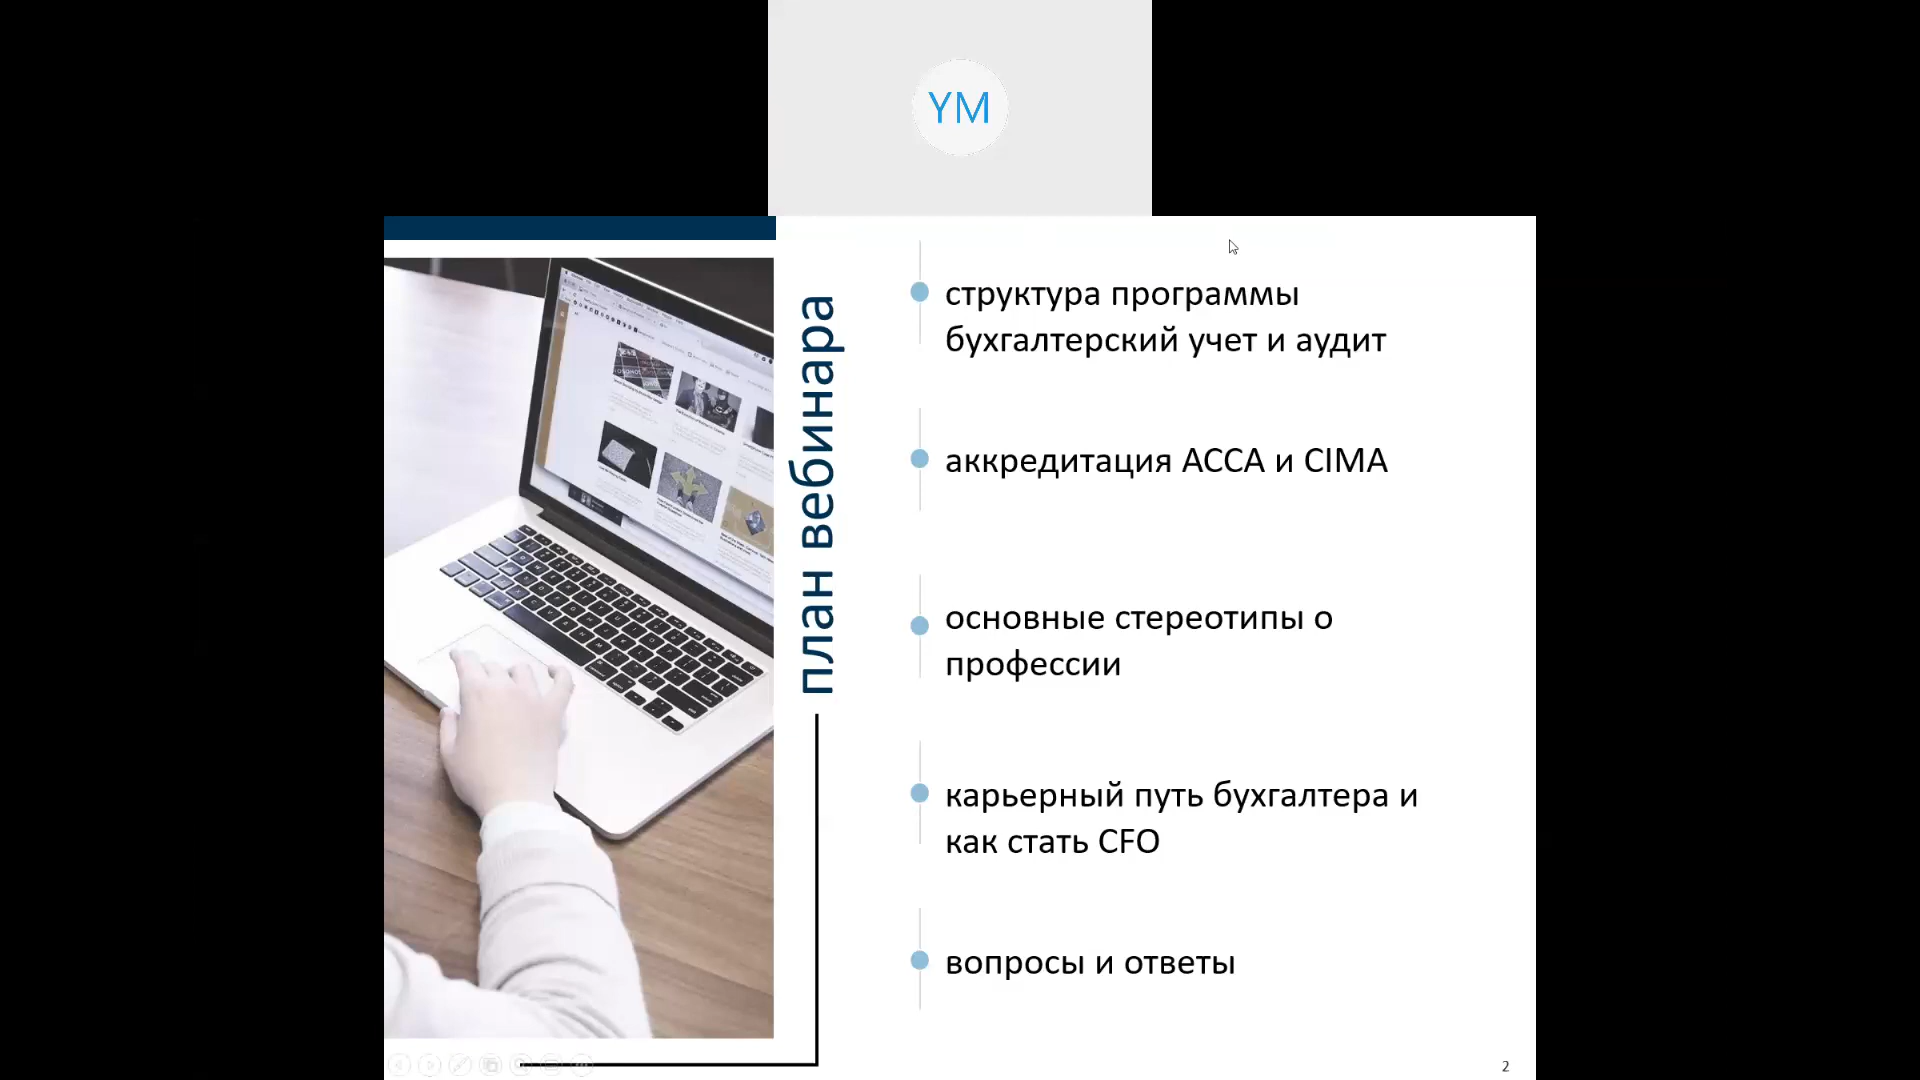 YM
план вебинара
структура программы
бухгалтерский учет и аудит
аккредитация ACCA и CIMA
основные стереотипы о
профессии
карьерный путь бухгалтера и
как стать CFO
вопросы и ответы
2